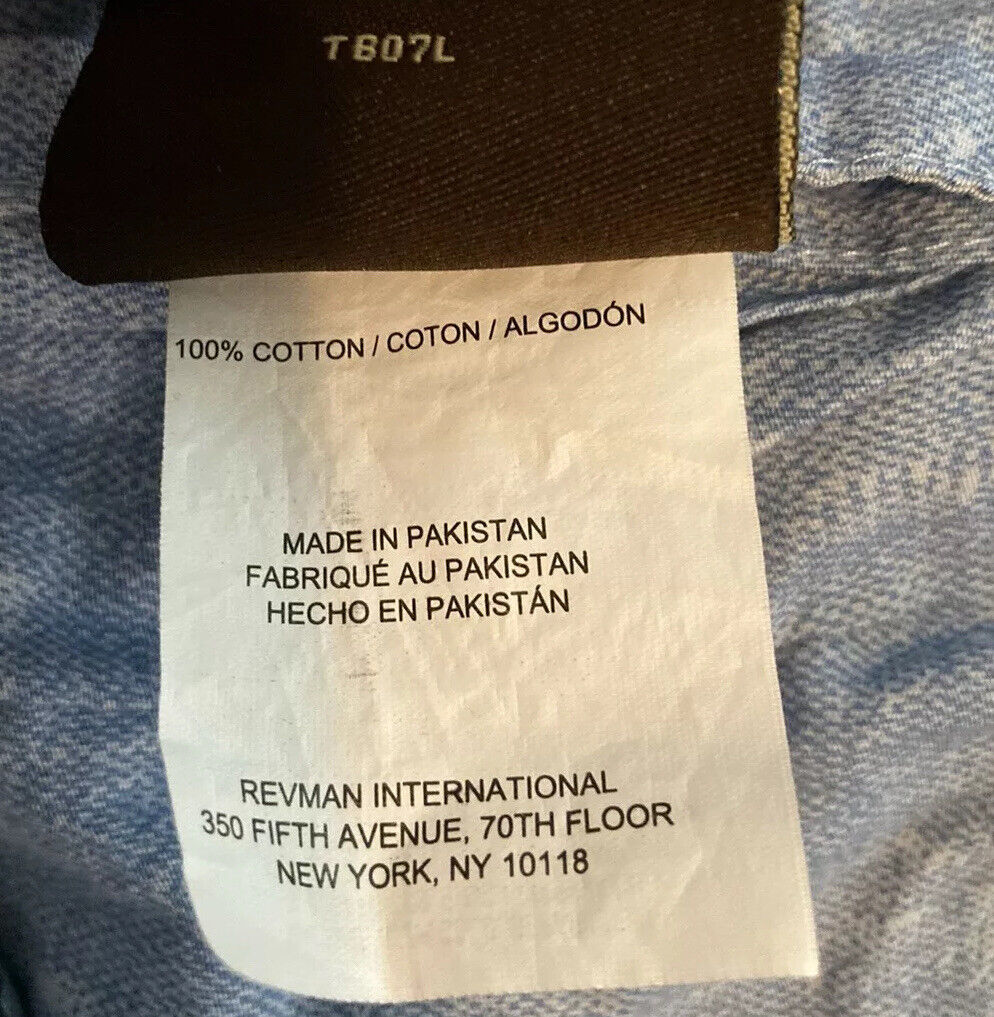 T607L
100% COTTON / COTON / ALGODÓN
MADE IN PAKISTAN
FABRIQUÉ AU PAKISTAN
HECHO EN PAKISTÁN
REVMAN INTERNATIONAL
350 FIFTH AVENUE, 70TH FLOOR
NEW YORK, NY 10118